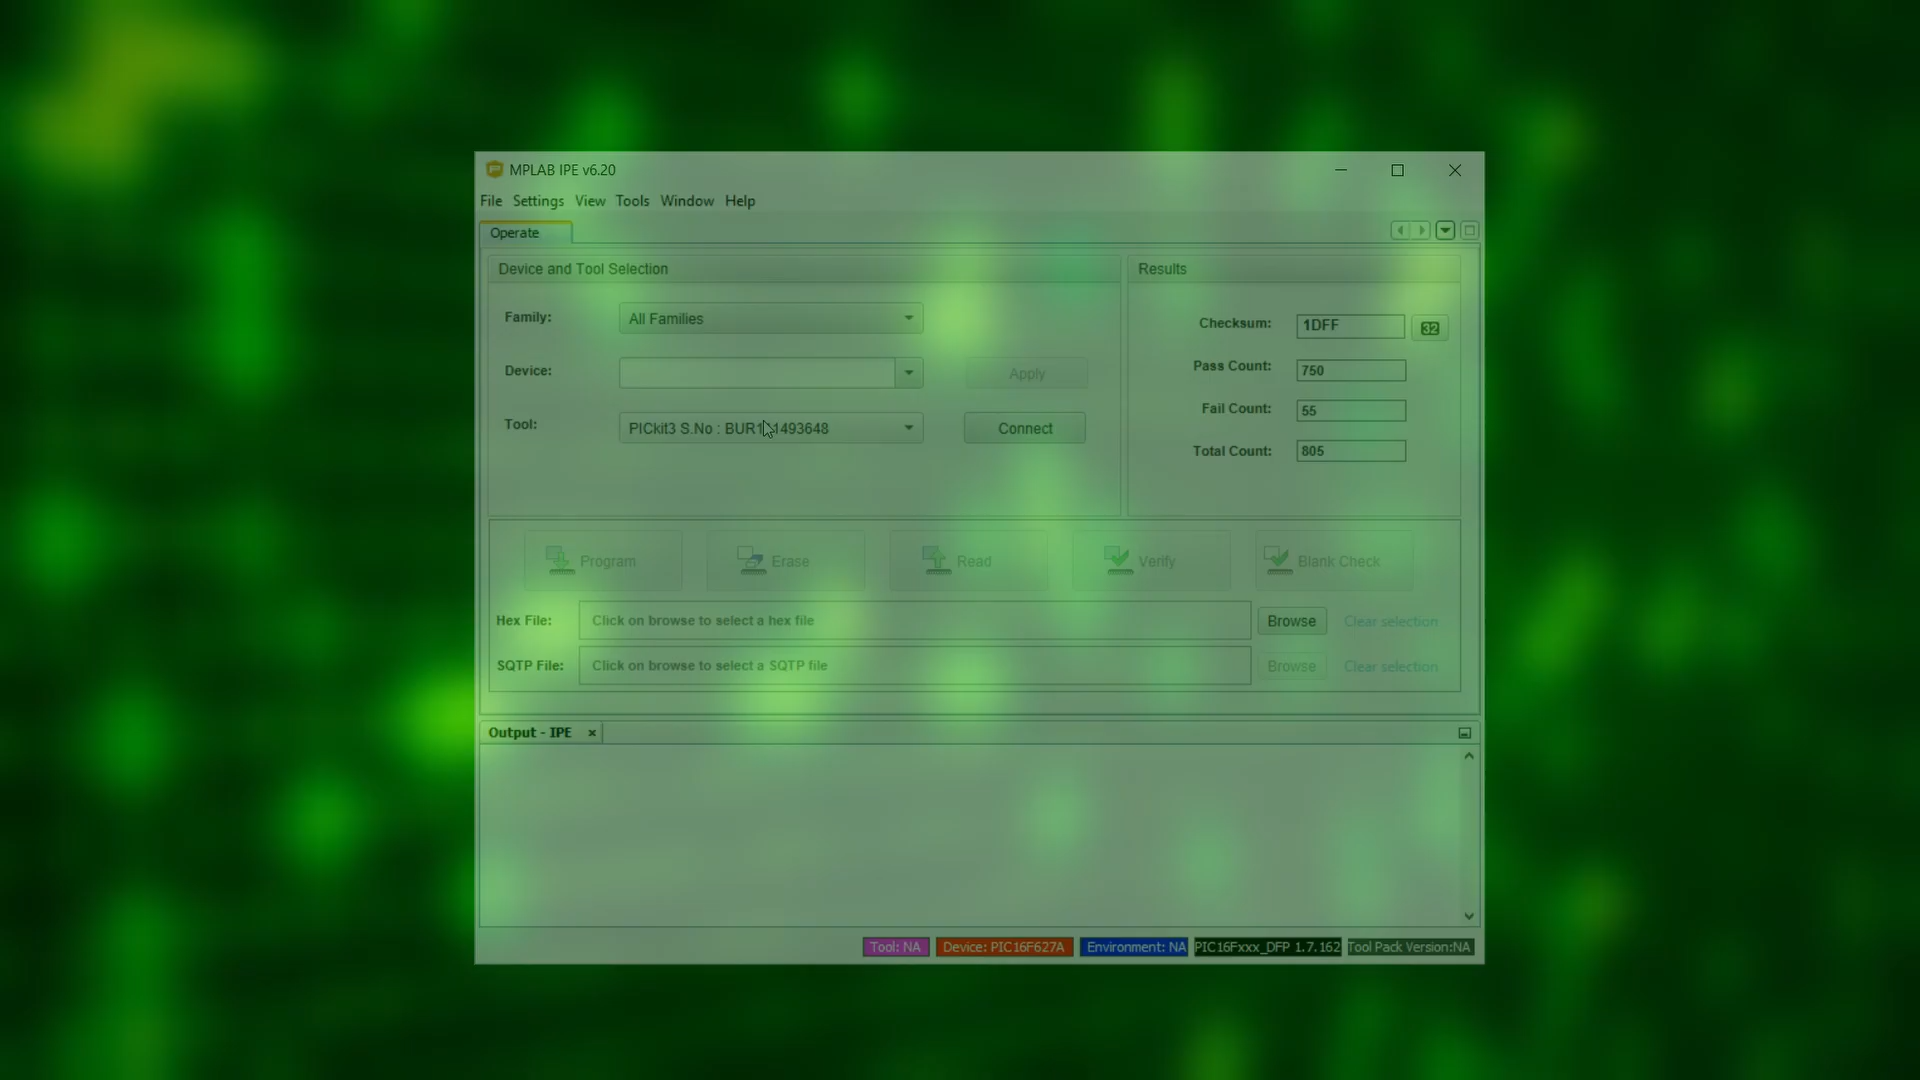 MPLAB IPE v6.20
File Settings View Tools Window Help
Operate
Device and Tool Selection
Results
Family: All Families
Checksum: 1DFF 32
Device: Apply
Pass Count: 750
Fail Count: 55
Tool: PICkit3 S.No : Connect
Total Count: 805
Program Erase Read Verify Blank Check
Hex File: Click on browse to select a hex file Browse Clear selection
SQTP File: Click on browse to select a SQTP file Browse Clear selection
Output - IPE
Tool: NA Device: PIC16F627A Environment: NA PIC16Fxxx_DFP 1.7.162 Tool Pack Version:NA